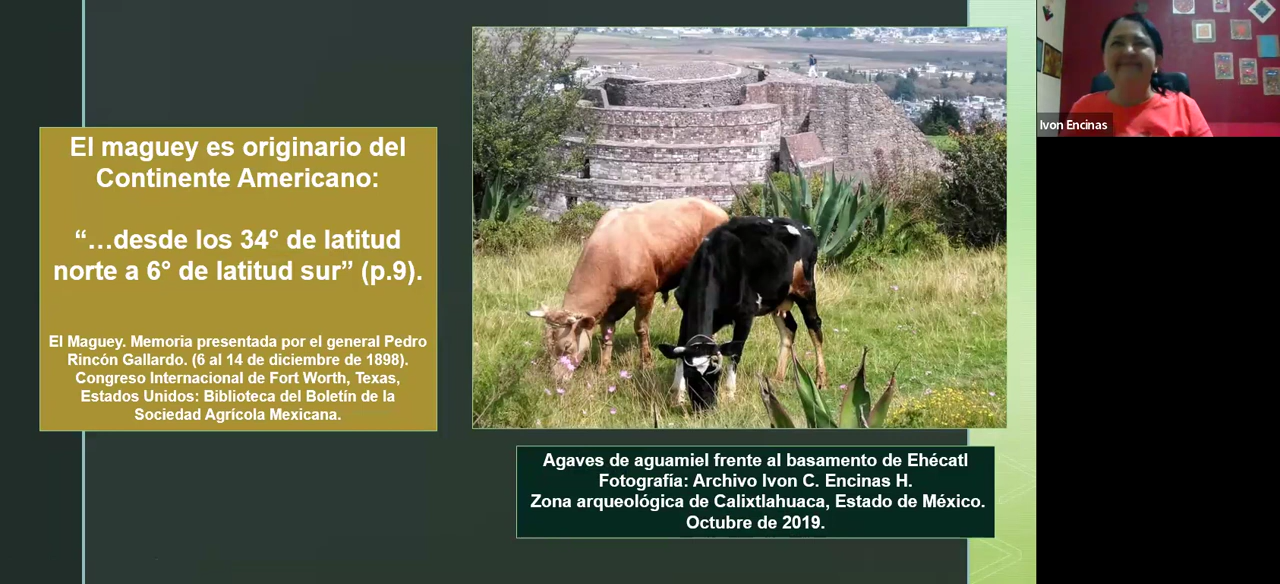 El maguey es originario del
Continente Americano:
“…desde los 34° de latitud
norte a 6° de latitud sur” (p.9).
El Maguey. Memoria presentada por el general Pedro
Rincón Gallardo. (6 al 14 de diciembre de 1898).
Congreso Internacional de Fort Worth, Texas,
Estados Unidos: Biblioteca del Boletín de la
Sociedad Agrícola Mexicana.
Agaves de aguamiel frente al basamento de Ehécatl
Fotografía: Archivo Ivon C. Encinas H.
Zona arqueológica de Calixtlahuaca, Estado de México.
Octubre de 2019.
Ivon Encinas